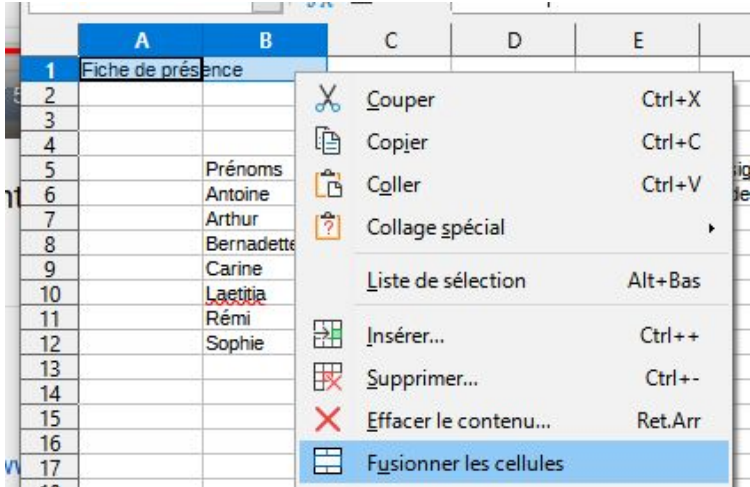 A B C D E
1 Fiche de présence
2 Couper Ctrl+X
3
4 Copier Ctrl+C
5 Prénoms
6 Antoine Coller Ctrl+V
7 Arthur
8 Bernadette Collage spécial
9 Carine
10 Laetitia Liste de sélection Alt+Bas
11 Rémi
12 Sophie Insérer... Ctrl++
13 Supprimer... Ctrl+-
14
15 Effacer le contenu... Ret.Arr
16
17 Fusionner les cellules